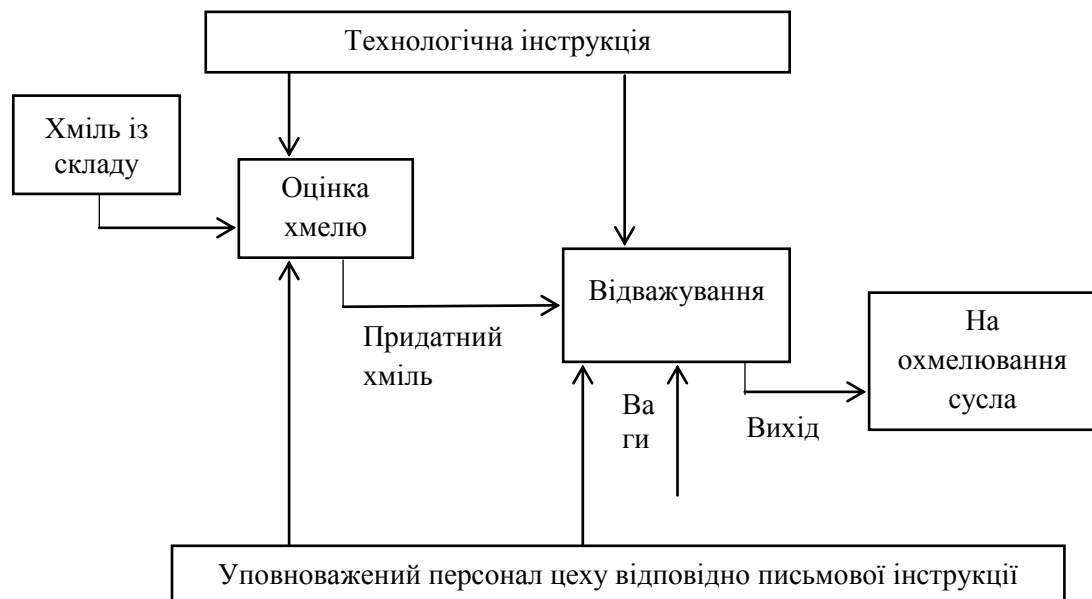 Технологічна інструкція
Хміль із
складу
Оцінка
хмелю
Відважування
Придатний
хміль
На
охмелювання
сусла
Ва
ги
Вихід
Уповноважений персонал цеху відповідно письмової інструкції